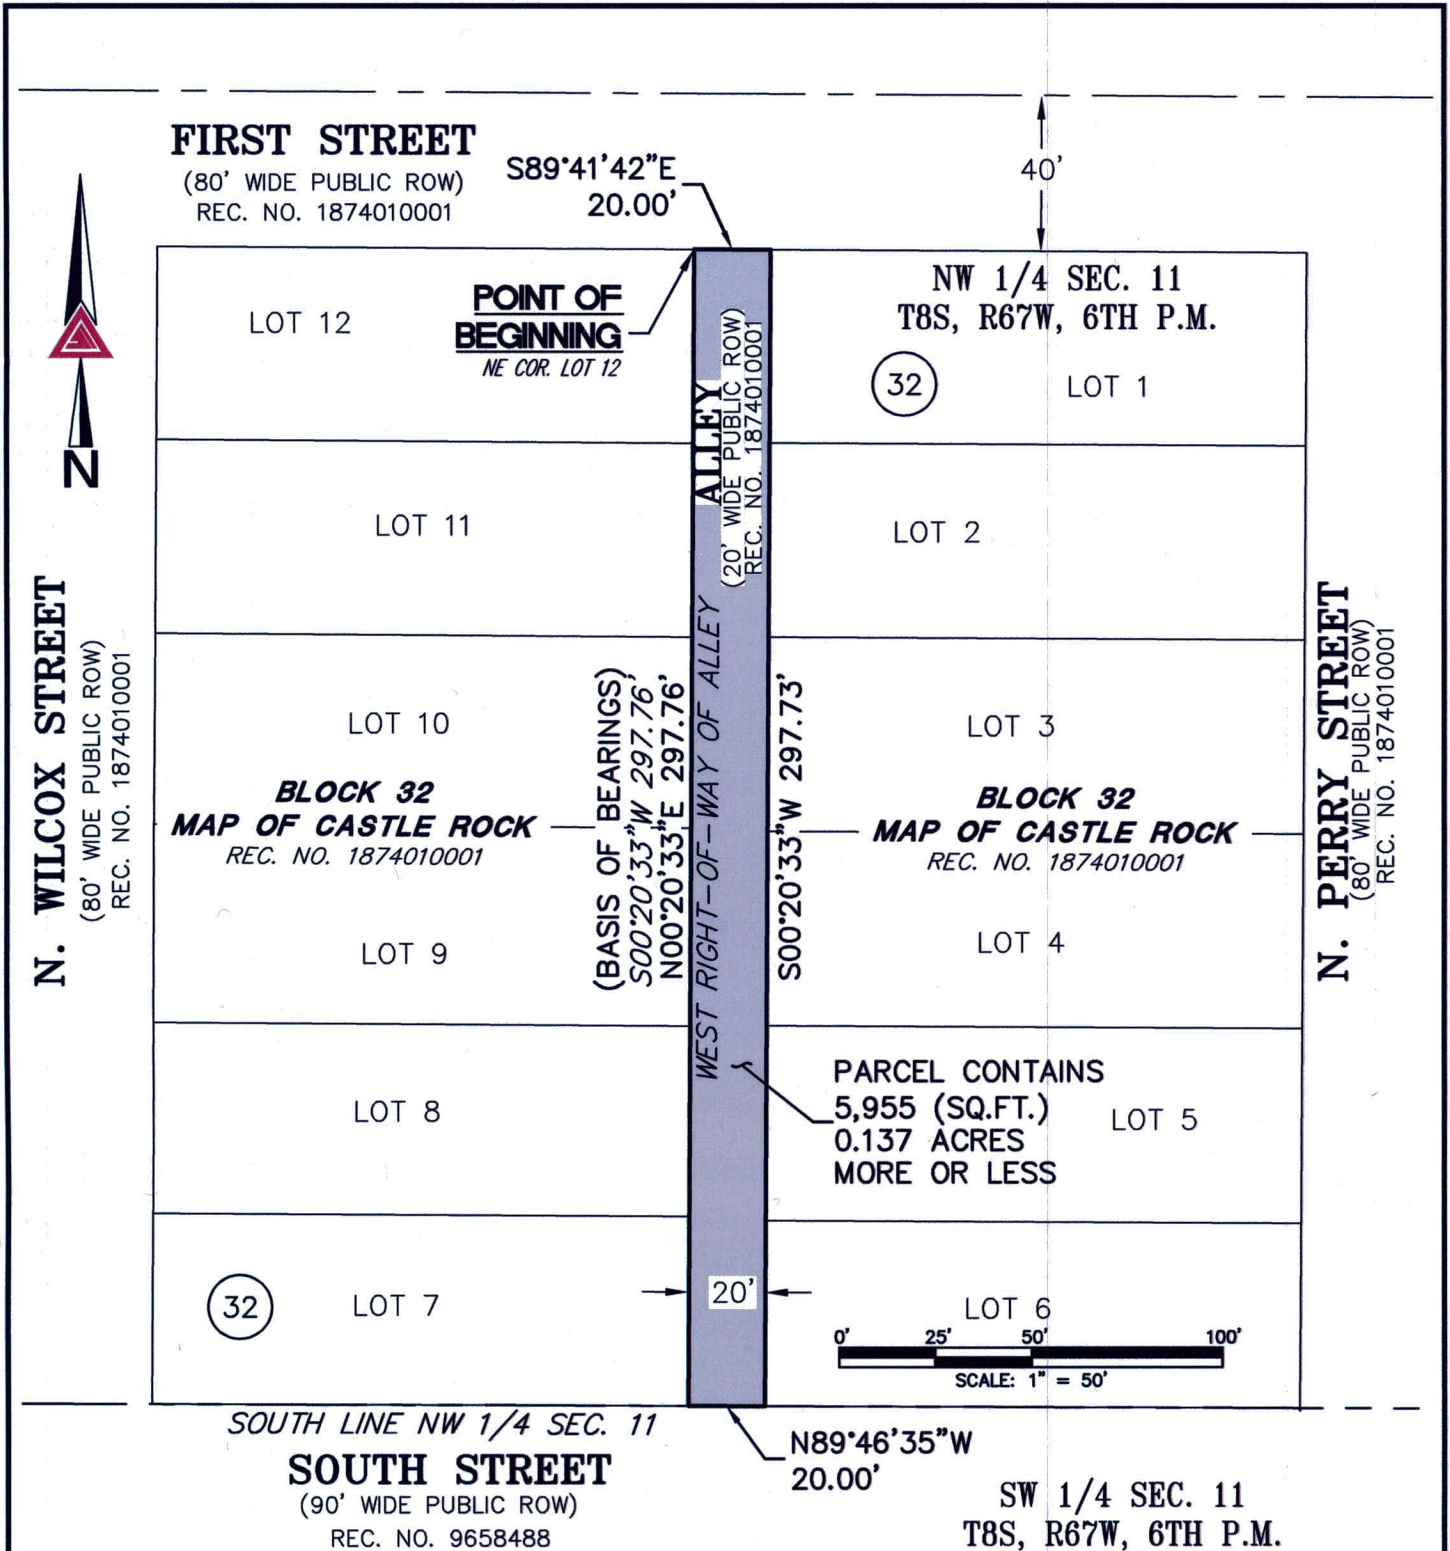 FIRST STREET
(80' WIDE PUBLIC ROW)
REC. NO. 1874010001
S89°41'42"E
20.00'
40'
POINT OF
BEGINNING
NE COR. LOT 12
NW 1/4 SEC. 11
T8S, R67W, 6TH P.M.
LOT 12
32
LOT 1
N
ALLEY
(20' WIDE PUBLIC ROW)
REC. NO. 1874010001
LOT 11
LOT 2
N. WILCOX STREET
(80' WIDE PUBLIC ROW)
REC. NO. 1874010001
LOT 10
LOT 3
BLOCK 32
MAP OF CASTLE ROCK
REC. NO. 1874010001
(BASIS OF BEARINGS)
S00°20'33"W 297.76'
N00°20'33"E 297.76'
WEST RIGHT-OF-WAY OF ALLEY
S00°20'33"W 297.73'
BLOCK 32
MAP OF CASTLE ROCK
REC. NO. 1874010001
N. PERRY STREET
(80' WIDE PUBLIC ROW)
REC. NO. 1874010001
LOT 9
LOT 4
LOT 8
PARCEL CONTAINS
5,955 (SQ.FT.)
0.137 ACRES
MORE OR LESS
LOT 5
32
LOT 7
20'
LOT 6
0' 25' 50' 100'
SCALE: 1" = 50'
SOUTH LINE NW 1/4 SEC. 11
SOUTH STREET
(90' WIDE PUBLIC ROW)
REC. NO. 9658488
N89°46'35"W
20.00'
SW 1/4 SEC. 11
T8S, R67W, 6TH P.M.